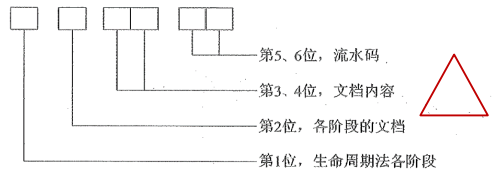 第5、6位，流水码
第3、4位，文档内容
第2位，各阶段的文档
第1位，生命周期法各阶段